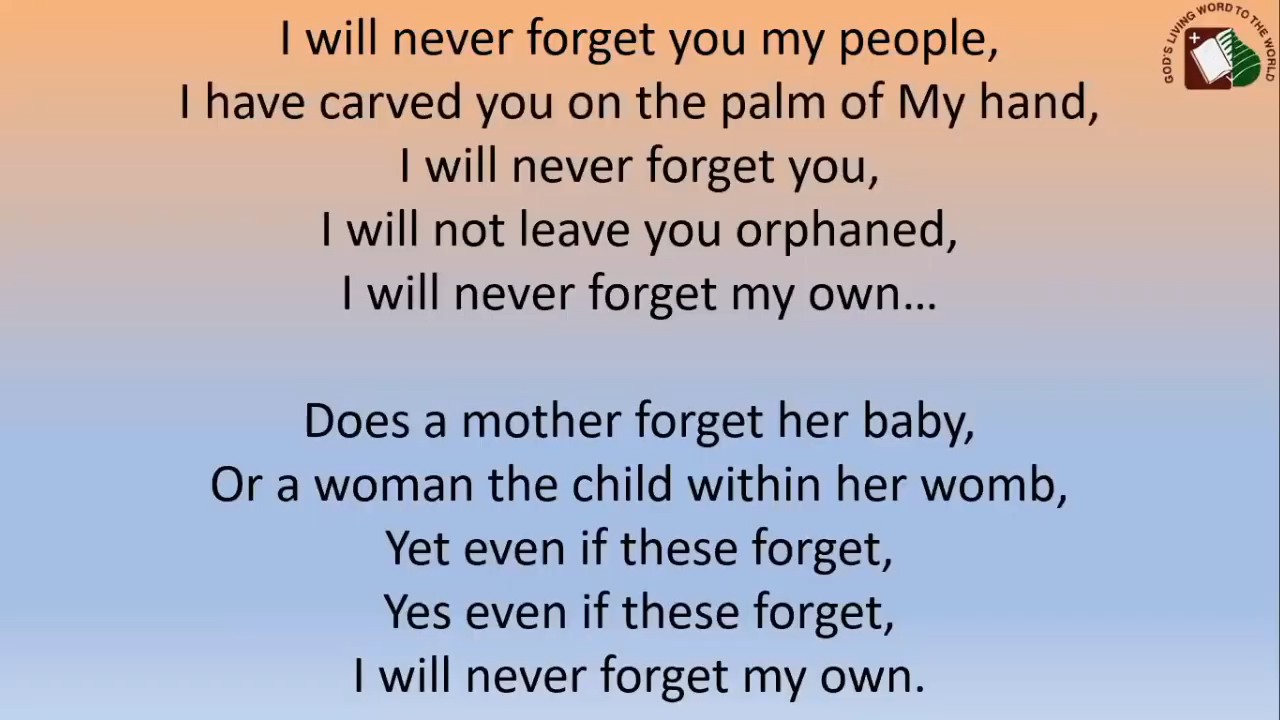 I will never forget you my people,
I have carved you on the palm of My hand,
I will never forget you,
I will not leave you orphaned,
I will never forget my own...
Does a mother forget her baby,
Or a woman the child within her womb,
Yet even if these forget,
Yes even if these forget,
I will never forget my own.
GOD'S LIVING WORD TO THE WORLD